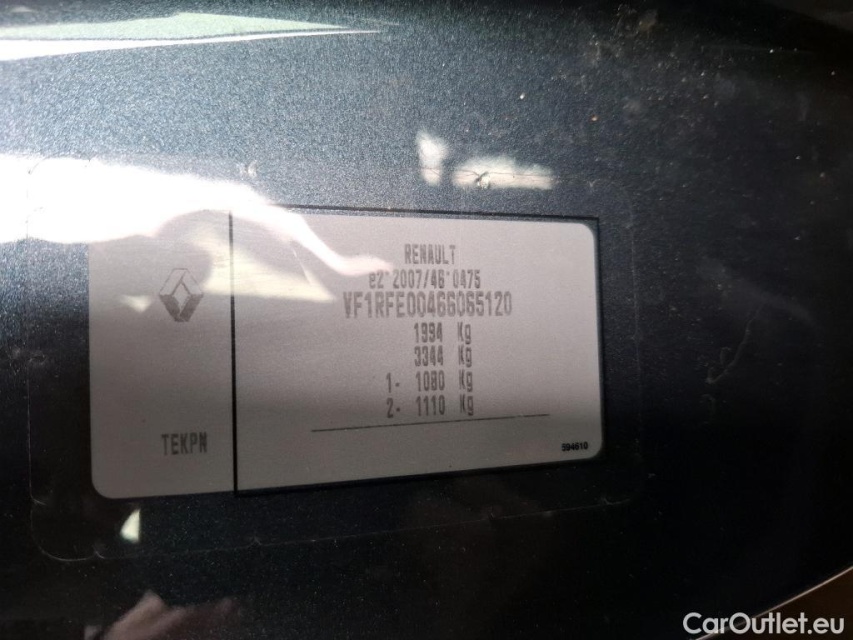 RENAULT
e2*2007/46*0475
VF1RFE00466065120
1994 Kg
3344 Kg
1- 1080 Kg
2- 1110 Kg
TEKPN
594610
CarOutlet.eu